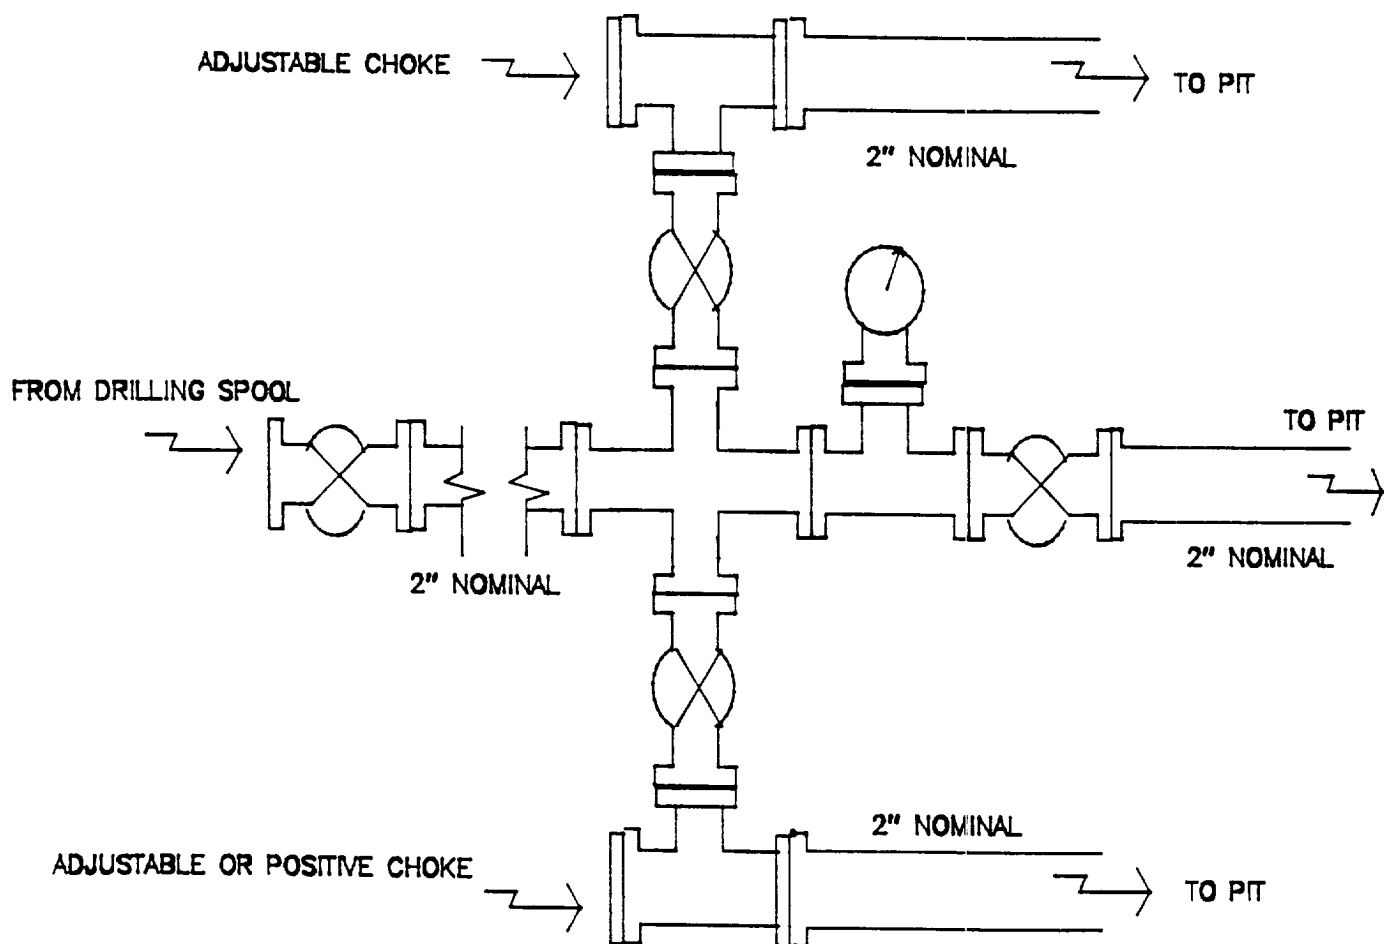 ADJUSTABLE CHOKE
TO PIT
2" NOMINAL
FROM DRILLING SPOOL
TO PIT
2" NOMINAL
2" NOMINAL
2" NOMINAL
ADJUSTABLE OR POSITIVE CHOKE
TO PIT